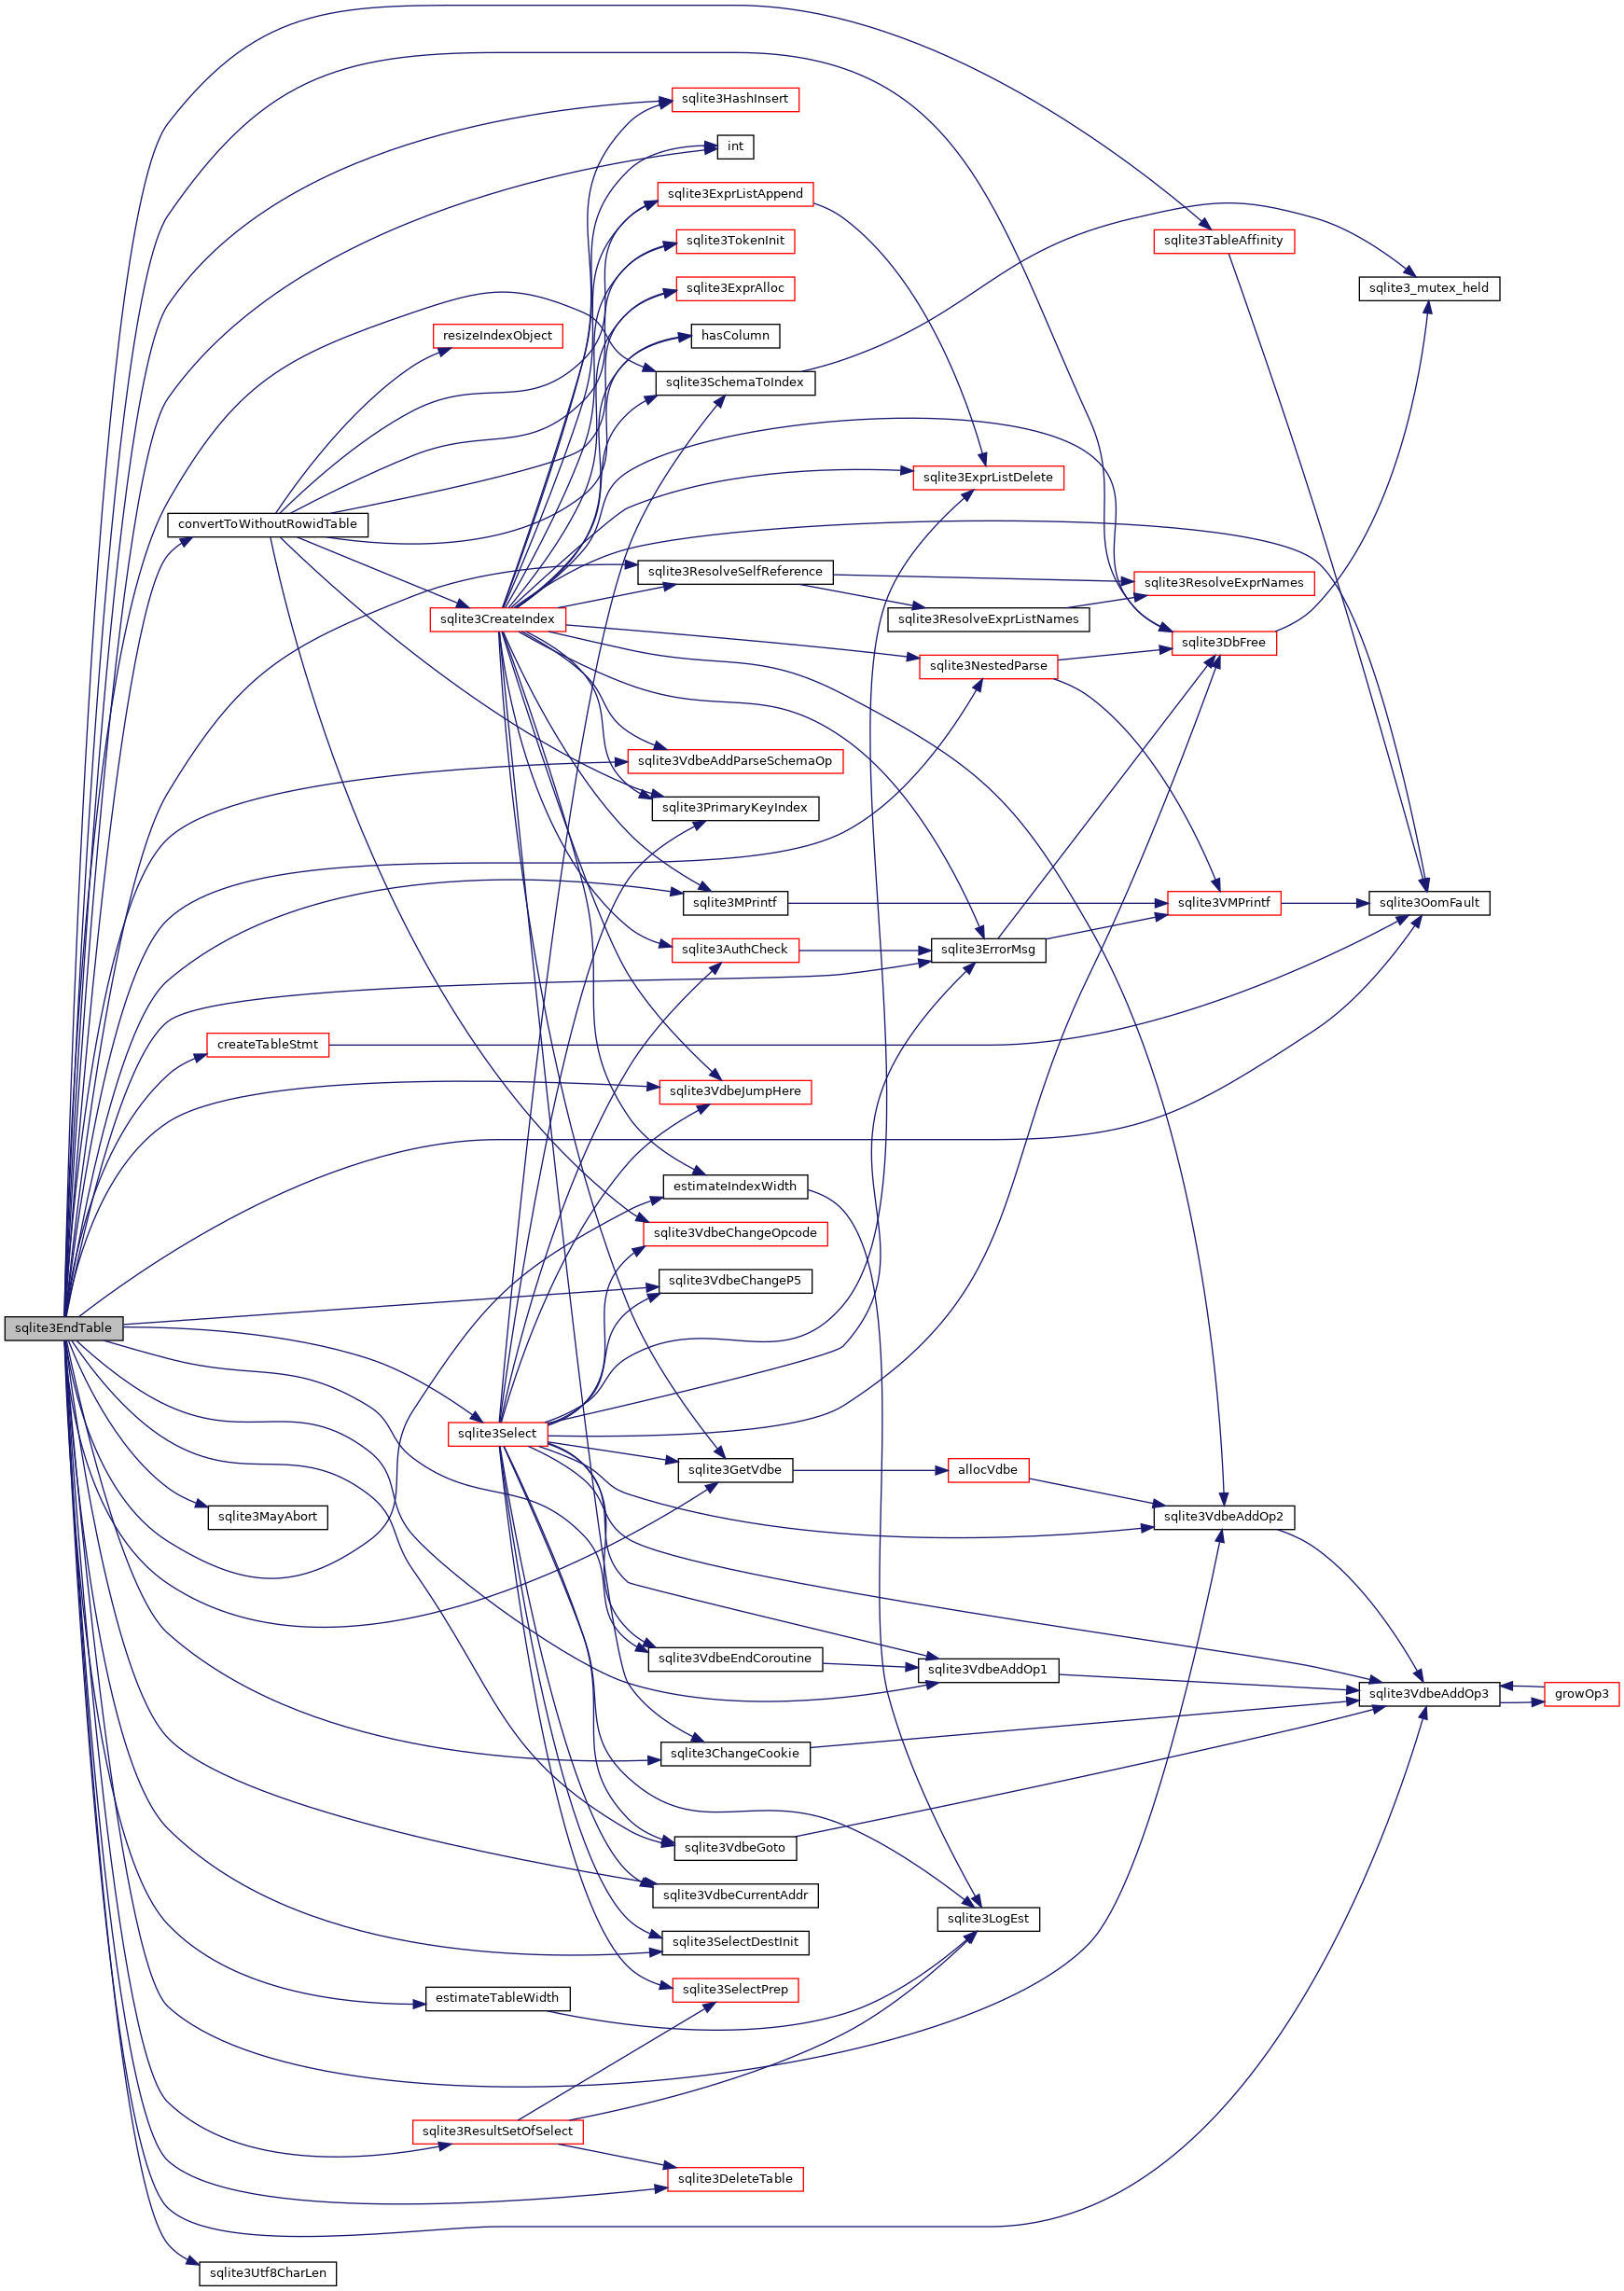 sqlite3HashInsert
int
sqlite3ExprListAppend
sqlite3TokenInit
sqlite3TableAffinity
sqlite3ExprAlloc
sqlite3_mutex_held
resizeIndexObject
hasColumn
sqlite3SchemaToIndex
sqlite3ExprListDelete
convertToWithoutRowidTable
sqlite3ResolveSelfReference
sqlite3ResolveExprNames
sqlite3CreateIndex
sqlite3ResolveExprListNames
sqlite3DbFree
sqlite3NestedParse
sqlite3VdbeAddParseSchemaOp
sqlite3PrimaryKeyIndex
sqlite3MPrintf
sqlite3VMPrintf
sqlite3OomFault
sqlite3AuthCheck
sqlite3ErrorMsg
createTableStmt
sqlite3VdbeJumpHere
estimateIndexWidth
sqlite3VdbeChangeOpcode
sqlite3VdbeChangeP5
sqlite3EndTable
sqlite3Select
sqlite3GetVdbe
allocVdbe
sqlite3MayAbort
sqlite3VdbeAddOp2
sqlite3VdbeEndCoroutine
sqlite3VdbeAddOp1
sqlite3VdbeAddOp3
growOp3
sqlite3ChangeCookie
sqlite3VdbeGoto
sqlite3VdbeCurrentAddr
sqlite3LogEst
sqlite3SelectDestInit
sqlite3SelectPrep
estimateTableWidth
sqlite3ResultSetOfSelect
sqlite3DeleteTable
sqlite3Utf8CharLen